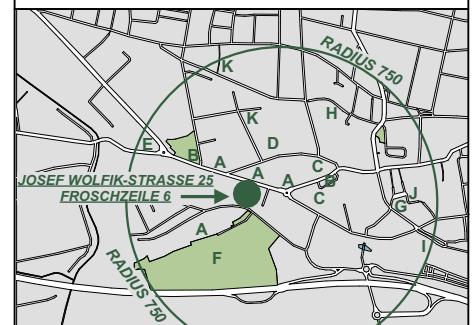 RADIUS 750
K
K
H
D
E
B
A
C
A
A
B
C
JOSEF WOLFIK-STRASSE 25
FROSCHZEILE 6
J
G
A
I
F
RADIUS 750